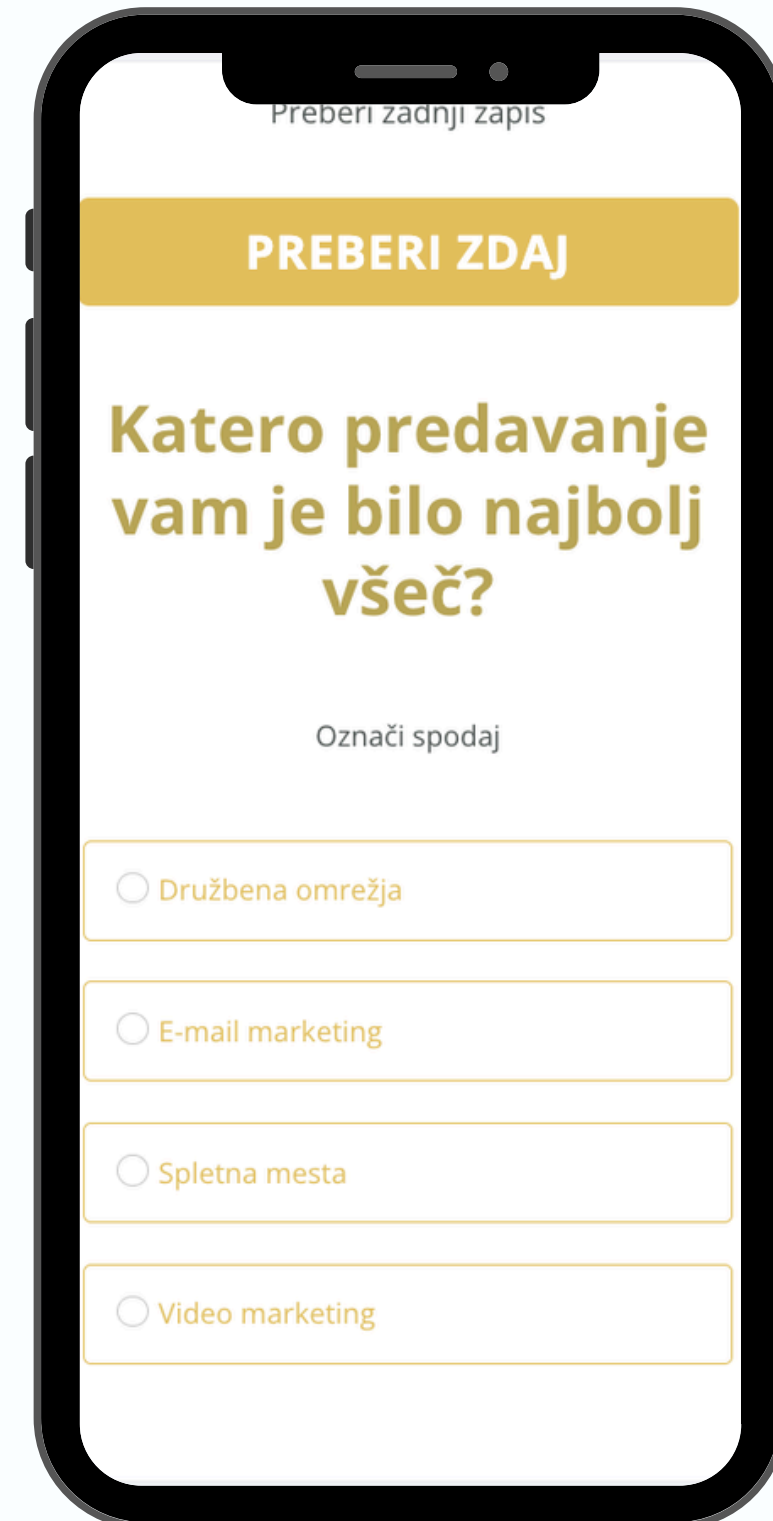 Preberi zadnji zapis
PREBERI ZDAJ
Katero predavanje
vam je bilo najbolj
všeč?
Označi spodaj
Družbena omrežja
E-mail marketing
Spletna mesta
Video marketing